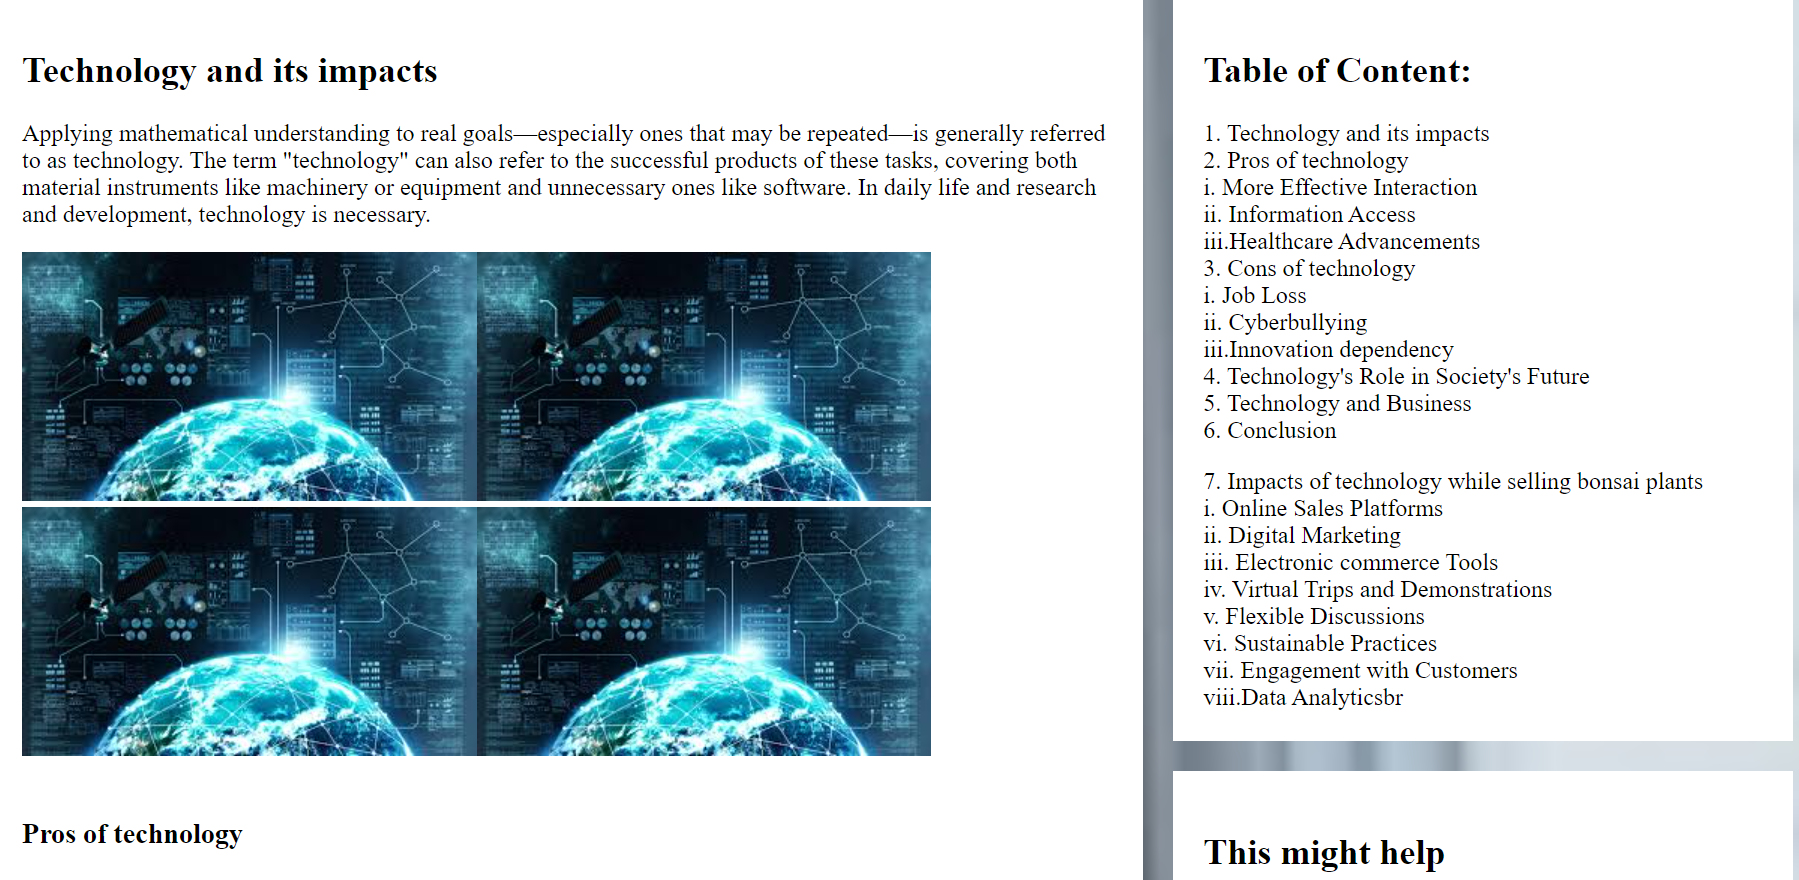 Technology and its impacts
Applying mathematical understanding to real goals—especially ones that may be repeated—is generally referred
to as technology. The term "technology" can also refer to the successful products of these tasks, covering both
material instruments like machinery or equipment and unnecessary ones like software. In daily life and research
and development, technology is necessary.
Pros of technology
Table of Content:
1. Technology and its impacts
2. Pros of technology
i. More Effective Interaction
ii. Information Access
iii.Healthcare Advancements
3. Cons of technology
i. Job Loss
ii. Cyberbullying
iii.Innovation dependency
4. Technology's Role in Society's Future
5. Technology and Business
6. Conclusion
7. Impacts of technology while selling bonsai plants
i. Online Sales Platforms
ii. Digital Marketing
iii. Electronic commerce Tools
iv. Virtual Trips and Demonstrations
v. Flexible Discussions
vi. Sustainable Practices
vii. Engagement with Customers
viii.Data Analyticsbr
This might help